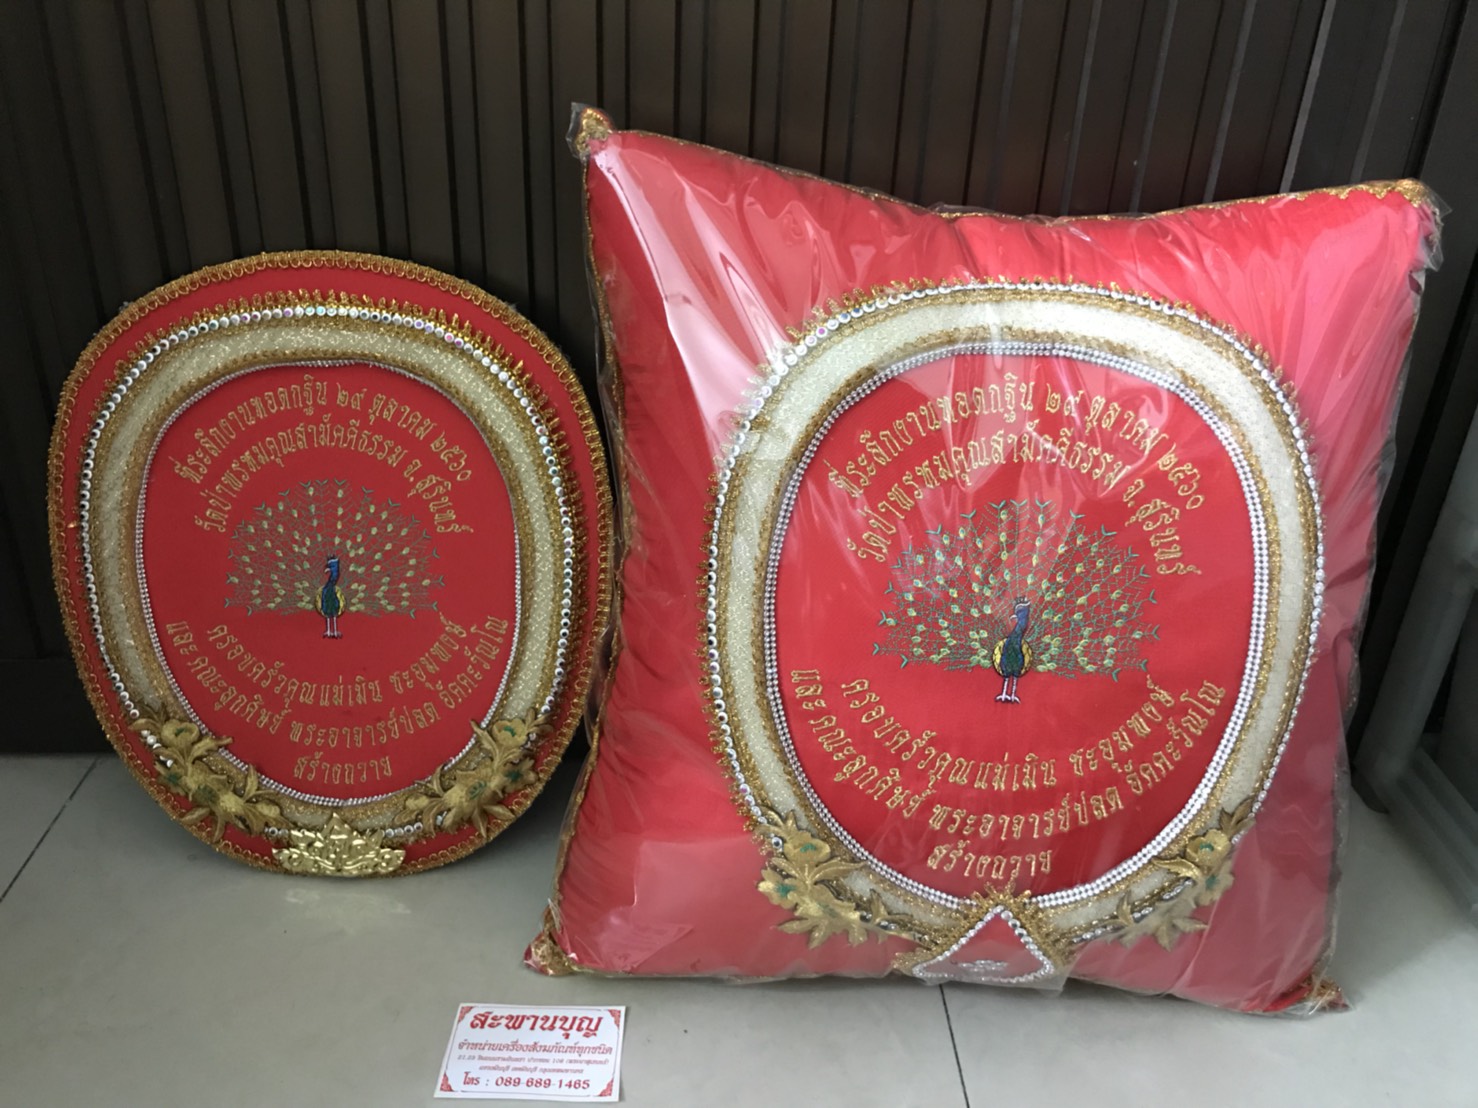 ที่ระลึกงานทอดกฐิน ๒๙ ตุลาคม ๒๕๖๐
วัดป่าพรหมคุณสามัคคีธรรม จ.สุรินทร์
ครอบครัวคุณแม่เมิน ชะอุมพงษ์
และคณะลูกศิษย์ พระอาจารย์ปลด อัคคะวัณโณ
สร้างถวาย
ที่ระลึกงานทอดกฐิน ๒๙ ตุลาคม ๒๕๖๐
วัดป่าพรหมคุณสามัคคีธรรม จ.สุรินทร์
ครอบครัวคุณแม่เมิน ชะอุมพงษ์
และคณะลูกศิษย์ พระอาจารย์ปลด อัคคะวัณโณ
สร้างถวาย
สะพานบุญ
จำหน่ายเครื่องสังฆภัณฑ์ทุกชนิด
โทร : 089-689-1465